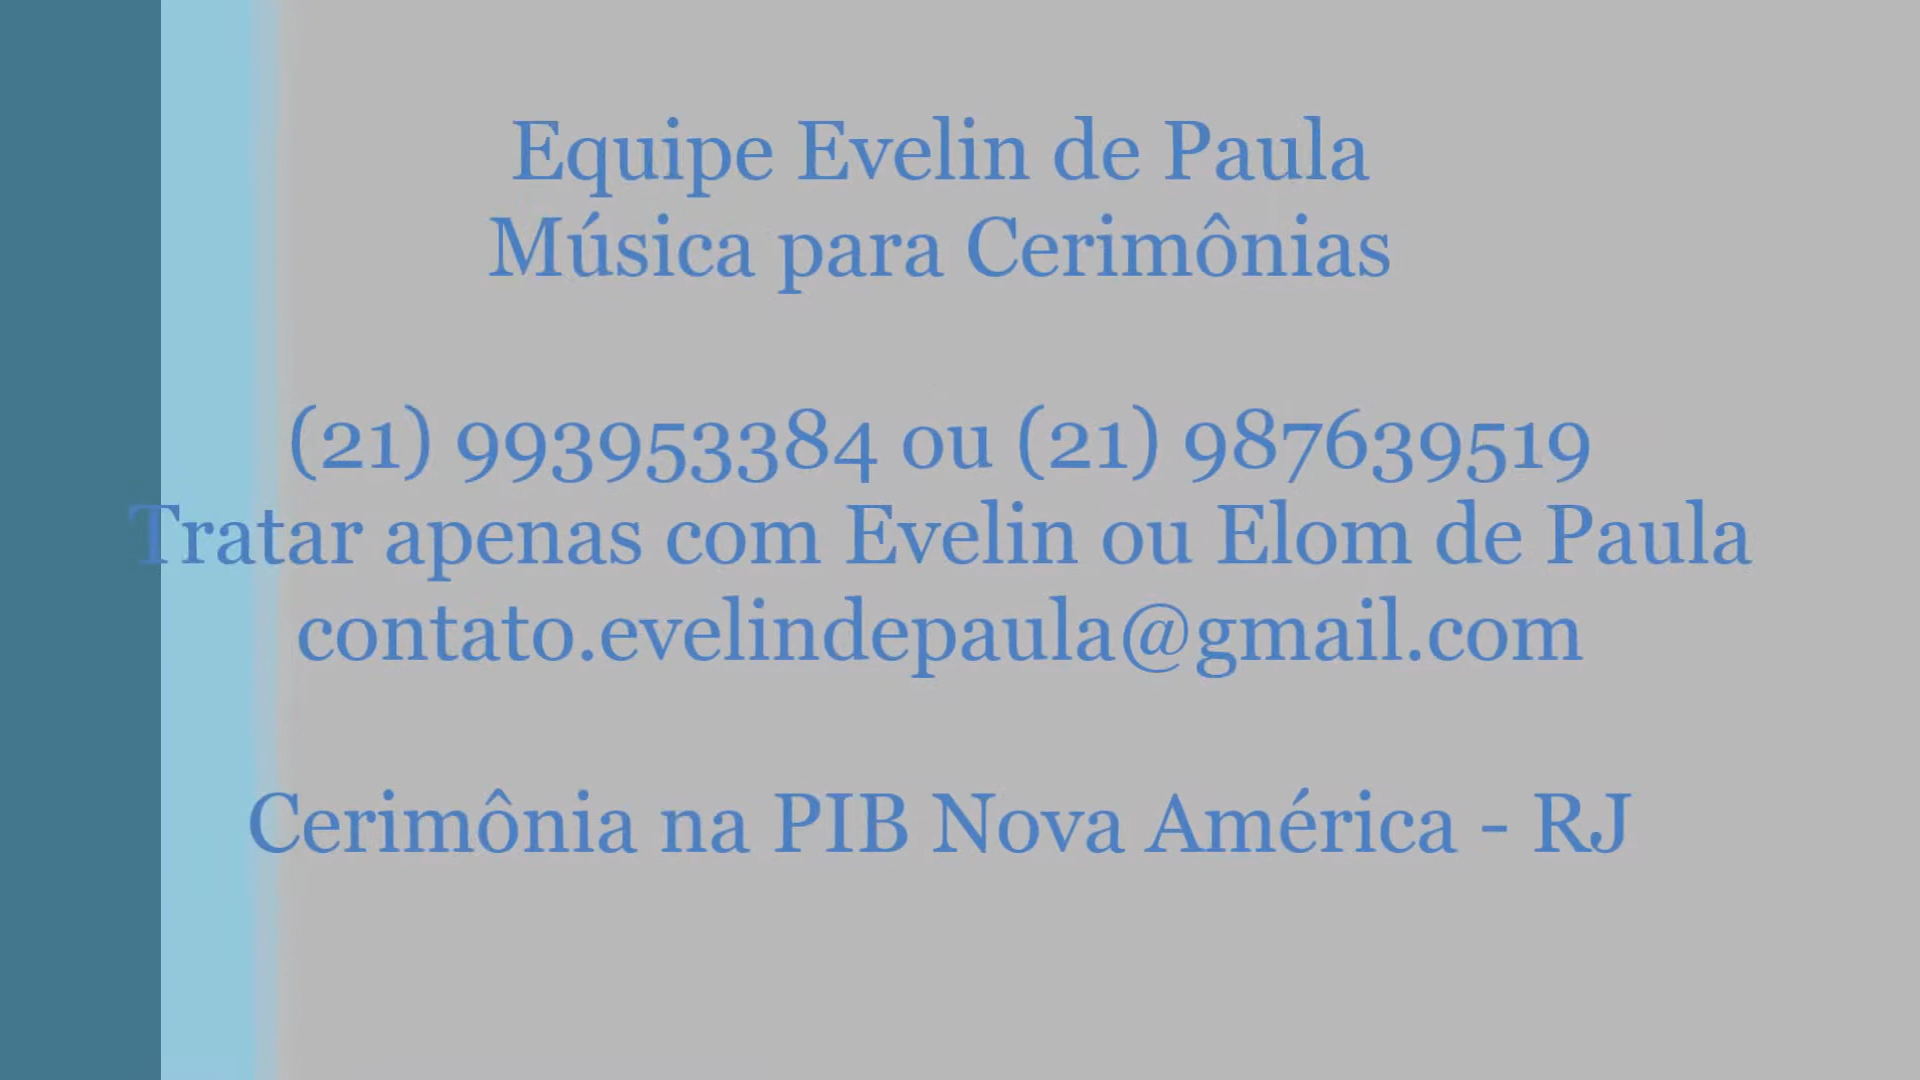 Equipe Evelin de Paula
Música para Cerimônias
(21) 993953384 ou (21) 987639519
Tratar apenas com Evelin ou Elom de Paula
contato.evelindepaula@gmail.com
Cerimônia na PIB Nova América - RJ